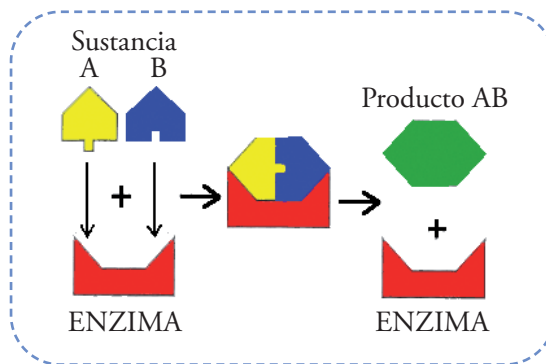 Sustancia
A B
Producto AB
+
+
ENZIMA
ENZIMA